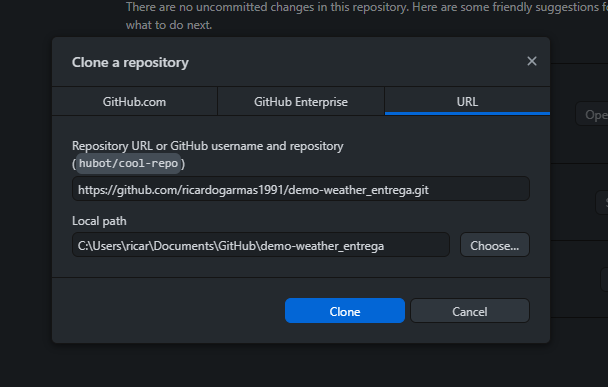 There are no uncommitted changes in this repository. Here are some friendly suggestions fo
what to do next.
Clone a repository
GitHub.com
GitHub Enterprise
URL
Repository URL or GitHub username and repository
(hubot/cool-repo)
https://github.com/ricardogarmas1991/demo-weather_entrega.git
Local path
C:\Users\ricar\Documents\GitHub\demo-weather_entrega
Choose...
Clone
Cancel
Ope